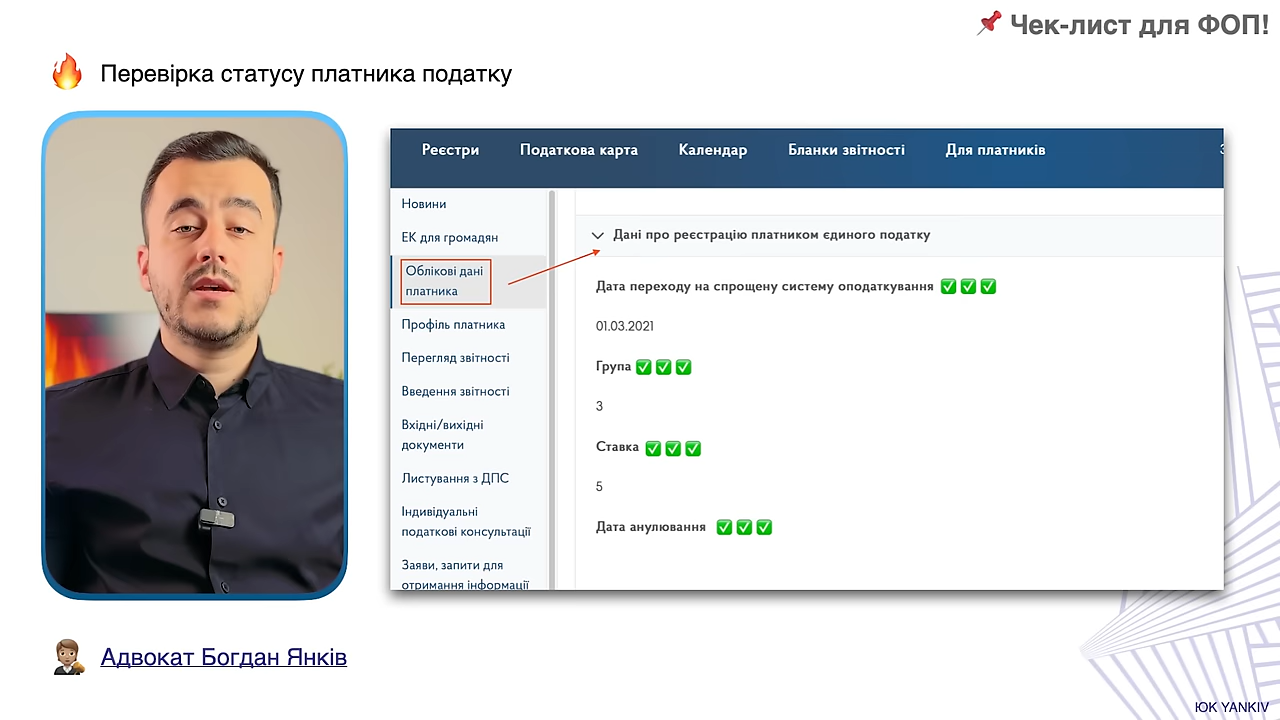 Чек-лист для ФОП!
Перевірка статусу платника податку
Реєстри Податкова карта Календар Бланки звітності Для платників
Новини
ЕК для громадян
Облікові дані
платника
Профіль платника
Перегляд звітності
Введення звітності
Вхідні/вихідні
документи
Листування з ДПС
Індивідуальні
податкові консультації
Заяви, запити для
отримання інформації
Дані про реєстрацію платником єдиного податку
Дата переходу на спрощену систему оподаткування
01.03.2021
Група
3
Ставка
5
Дата анулювання
Адвокат Богдан Янків
ЮК YANKIV